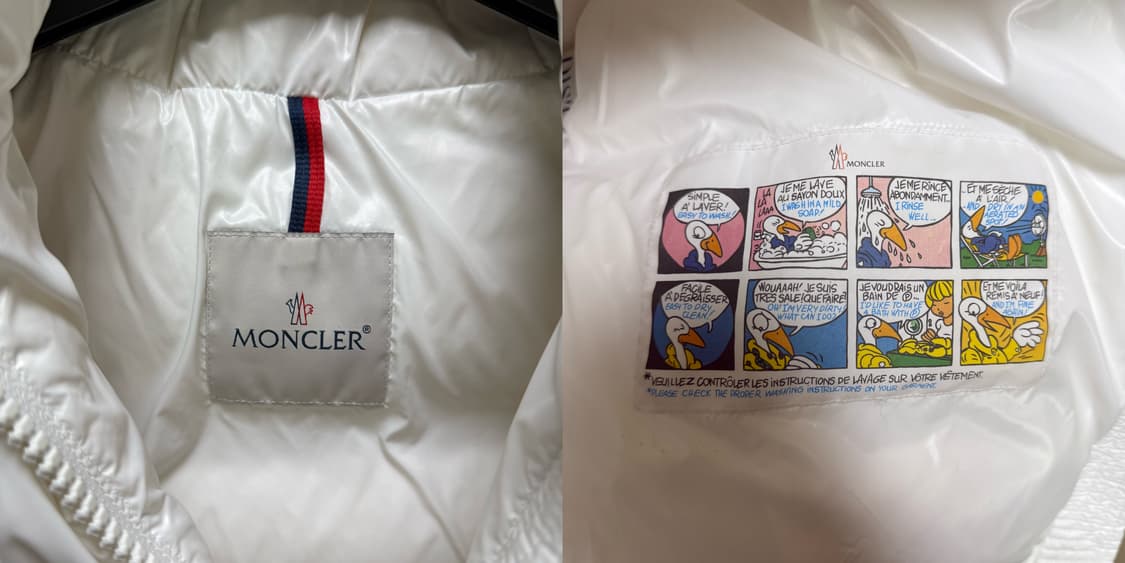 MONCLER®
MONCLER
SIMPLE
A' LAVER!
EASY TO WASH!
LA
LA
LAAA
JE ME LAVE
AU SAVON DOUX
I WASH IN A MILD
SOAP!
JE ME RINCE
ABONDAMMENT...
I RINSE
WELL...
ET ME SECHE
A L'AIR!
AND DRY IN AN
AERATED
SPOT!
FACILE
A' DEGRAISSER!
EASY TO DRY
CLEAN!
WOUAAAH! JE SUIS
TRES SALE! QUE FAIRE!
OH! I'M VERY DIRTY
WHAT CAN I DO?
JE VOUDRAIS UN
BAIN DE Ⓟ...
I'D LIKE TO HAVE
A BATH WITH Ⓟ
ET ME VOILA
REMIS A' NEUF!
AND I'M FINE
AGAIN!
*VEUILLEZ CONTRÔLER LES INSTRUCTIONS DE LAVAGE SUR VOTRE VÊTEMENT.
*PLEASE CHECK THE PROPER WASHING INSTRUCTIONS ON YOUR GARMENT.